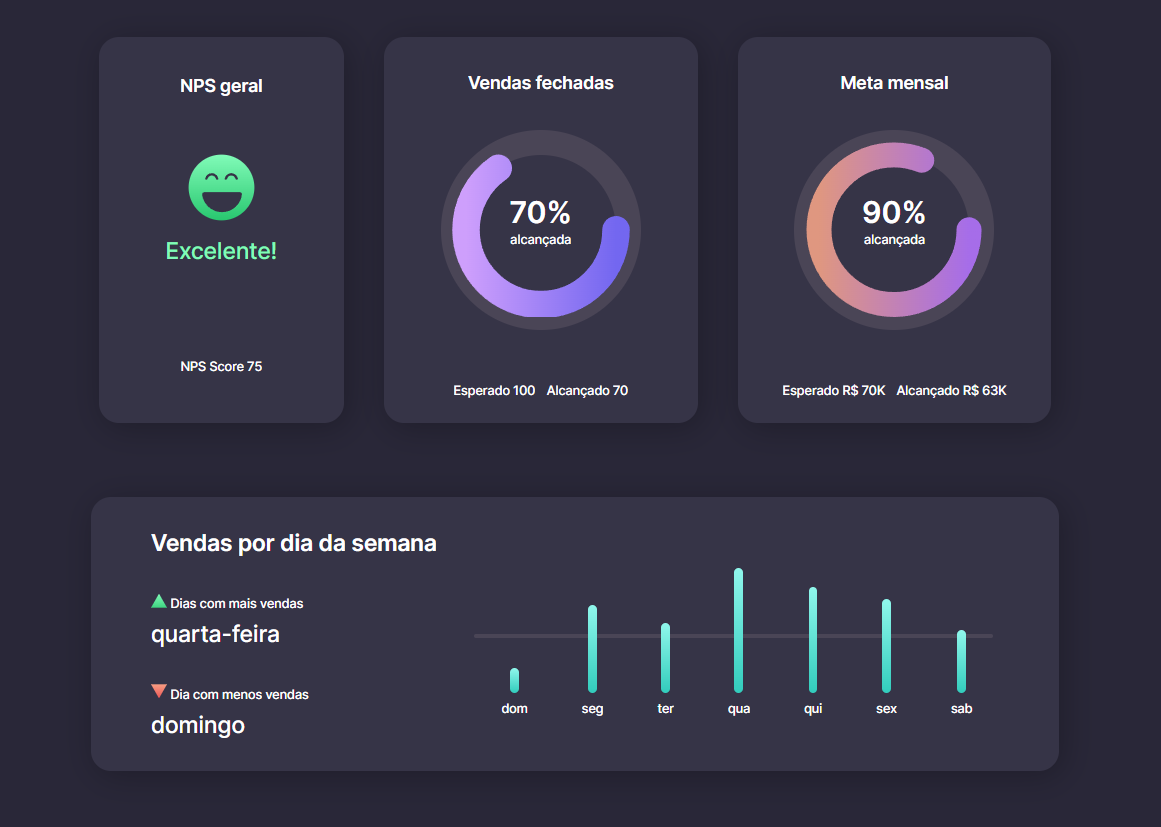 NPS geral
Excelente!
NPS Score 75
Vendas fechadas
70%
alcançada
Esperado 100 Alcançado 70
Meta mensal
90%
alcançada
Esperado R$ 70K Alcançado R$ 63K
Vendas por dia da semana
Dias com mais vendas
quarta-feira
Dia com menos vendas
domingo
dom seg ter qua qui sex sab